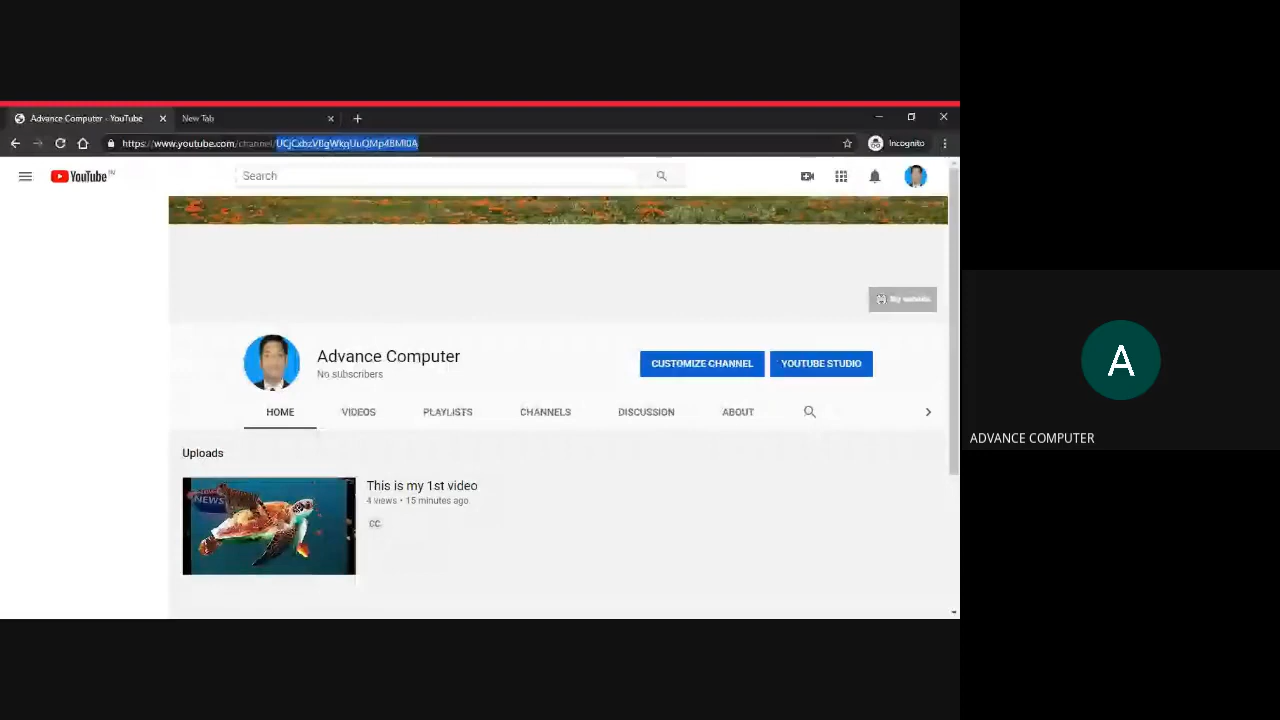 Advance Computer - YouTube
New Tab
https://www.youtube.com/channel/
Incognito
YouTube
Search
Advance Computer
No subscribers
CUSTOMIZE CHANNEL
YOUTUBE STUDIO
HOME
VIDEOS
PLAYLISTS
CHANNELS
DISCUSSION
ABOUT
Uploads
NEWS
This is my 1st video
4 views • 15 minutes ago
CC
A
ADVANCE COMPUTER